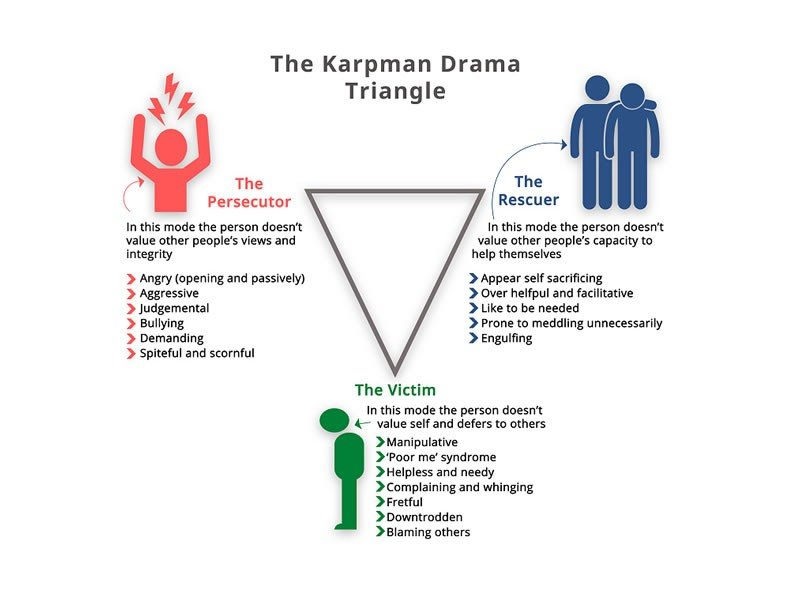 The Karpman Drama
Triangle
The
Persecutor
In this mode the person doesn't
value other people's views and
integrity
Angry (opening and passively)
Aggressive
Judgemental
Bullying
Demanding
Spiteful and scornful
The
Rescuer
In this mode the person doesn't
value other people's capacity to
help themselves
Appear self sacrificing
Over helfpul and facilitative
Like to be needed
Prone to meddling unnecessarily
Engulfing
The Victim
In this mode the person doesn't
value self and defers to others
Manipulative
‘Poor me’ syndrome
Helpless and needy
Complaining and whinging
Fretful
Downtrodden
Blaming others